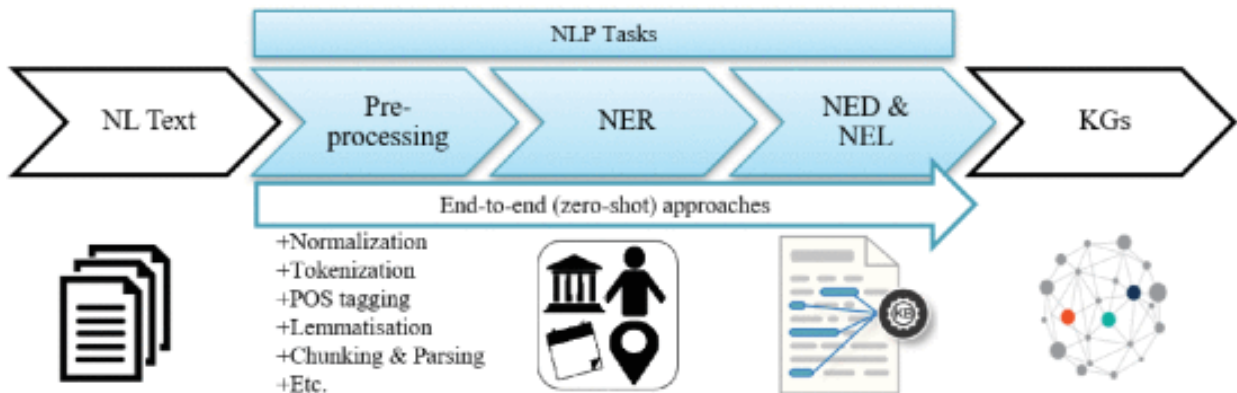 NLP Tasks
NL Text
Pre-
processing
NER
NED &
NEL
KGs
End-to-end (zero-shot) approaches
+Normalization
+Tokenization
+POS tagging
+Lemmatisation
+Chunking & Parsing
+Etc.
KB